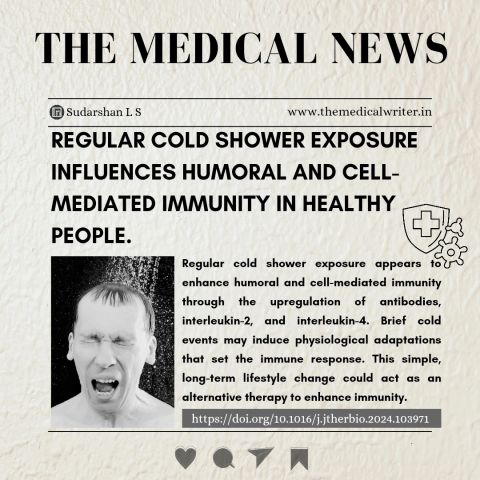 THE MEDICAL NEWS
Sudarshan L S www.themedicalwriter.in
REGULAR COLD SHOWER EXPOSURE
INFLUENCES HUMORAL AND CELL-
MEDIATED IMMUNITY IN HEALTHY
PEOPLE.
Regular cold shower exposure appears to
enhance humoral and cell-mediated immunity
through the upregulation of antibodies,
interleukin-2, and interleukin-4. Brief cold
events may induce physiological adaptations
that set the immune response. This simple,
long-term lifestyle change could act as an
alternative therapy to enhance immunity.
https://doi.org/10.1016/j.jtherbio.2024.103971